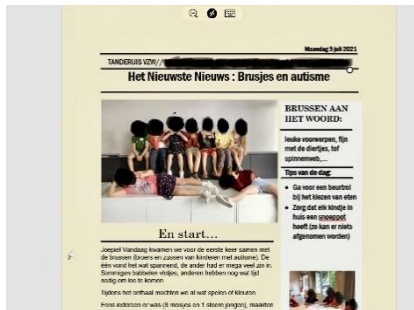 Maandag 5 juli 2021
TANDERUIS VZW//
Het Nieuwste Nieuws : Brusjes en autisme
BRUSSEN AAN
HET WOORD:
leuke voorwerpen, fijn
met de diertjes, tof
spinnenweb,...
Tips van de dag:
• Ga voor een beurtrol
bij het kiezen van eten
• Zorg dat elk kindje in
huis een snoeppot
heeft (zo kan er niets
afgenomen worden)
En start...
Joepie! Vandaag kwamen we voor de eerste keer samen met
de brussen (broers en zussen van kinderen met autisme). De
één vond het wat spannend, de ander had er mega veel zin in.
Sommigen babbelen vlotjes, anderen hebben nog wat tijd
nodig om los te komen.
Tijdens het onthaal mochten we al wat spelen of kleuren.
Eens iedereen er was (8 meisjes en 1 stoere jongen), maakten